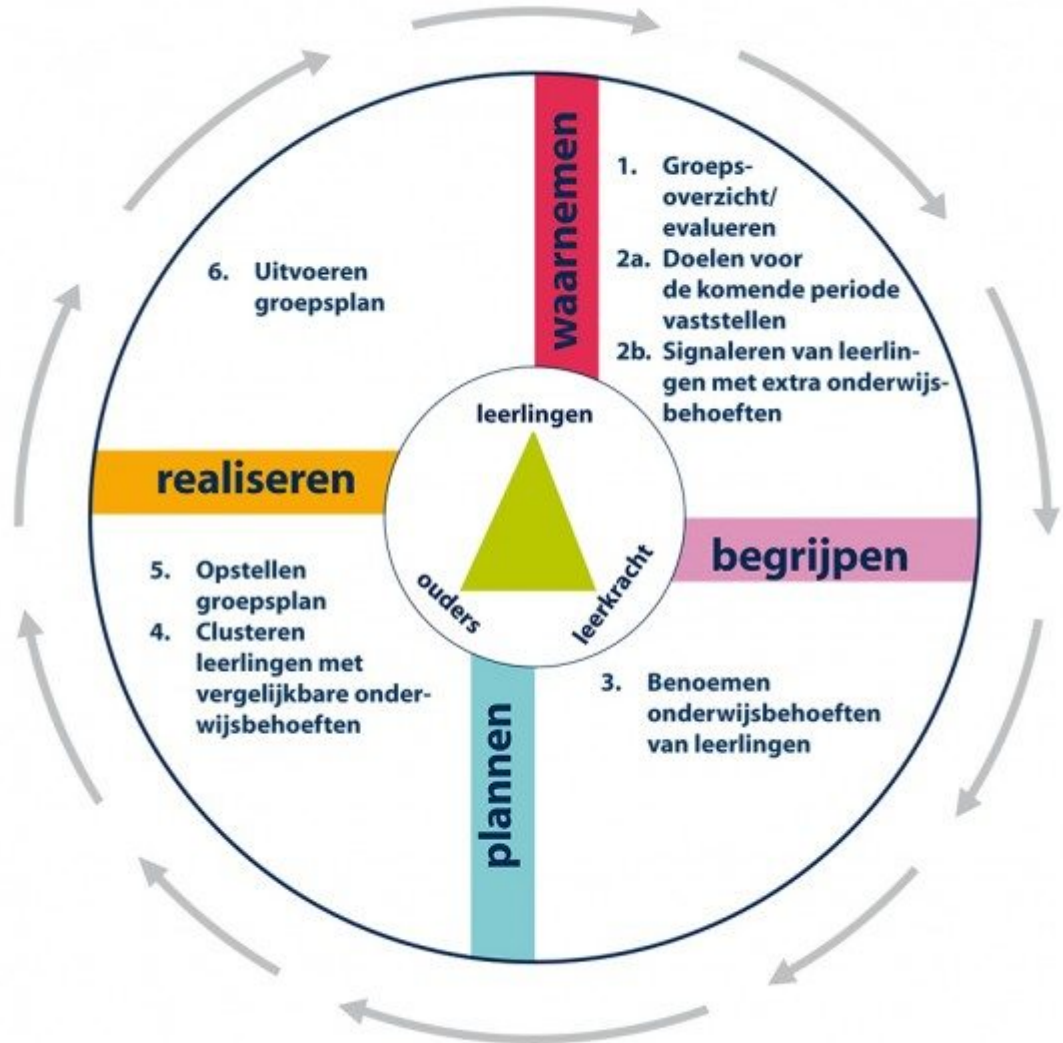 waarnemen
1. Groeps-
overzicht/
evalueren
2a. Doelen voor
de komende periode
vaststellen
2b. Signaleren van leerlin-
gen met extra onderwijs-
behoeften
begrijpen
3. Benoemen
onderwijsbehoeften
van leerlingen
plannen
5. Opstellen
groepsplan
4. Clusteren
leerlingen met
vergelijkbare onder-
wijsbehoeften
realiseren
6. Uitvoeren
groepsplan
leerlingen
ouders
leerkracht